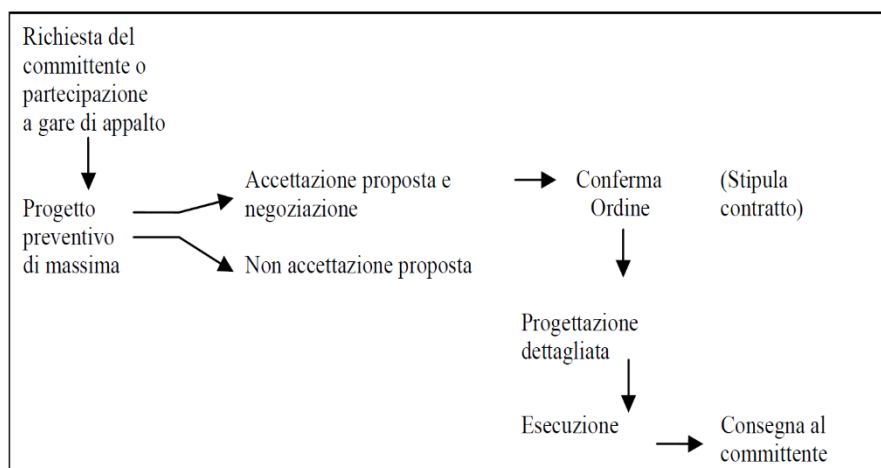 Richiesta del
committente o
partecipazione
a gare di appalto
Progetto
preventivo
di massima
Accettazione proposta e
negoziazione
Non accettazione proposta
Conferma
Ordine
(Stipula
contratto)
Progettazione
dettagliata
Esecuzione
Consegna al
committente